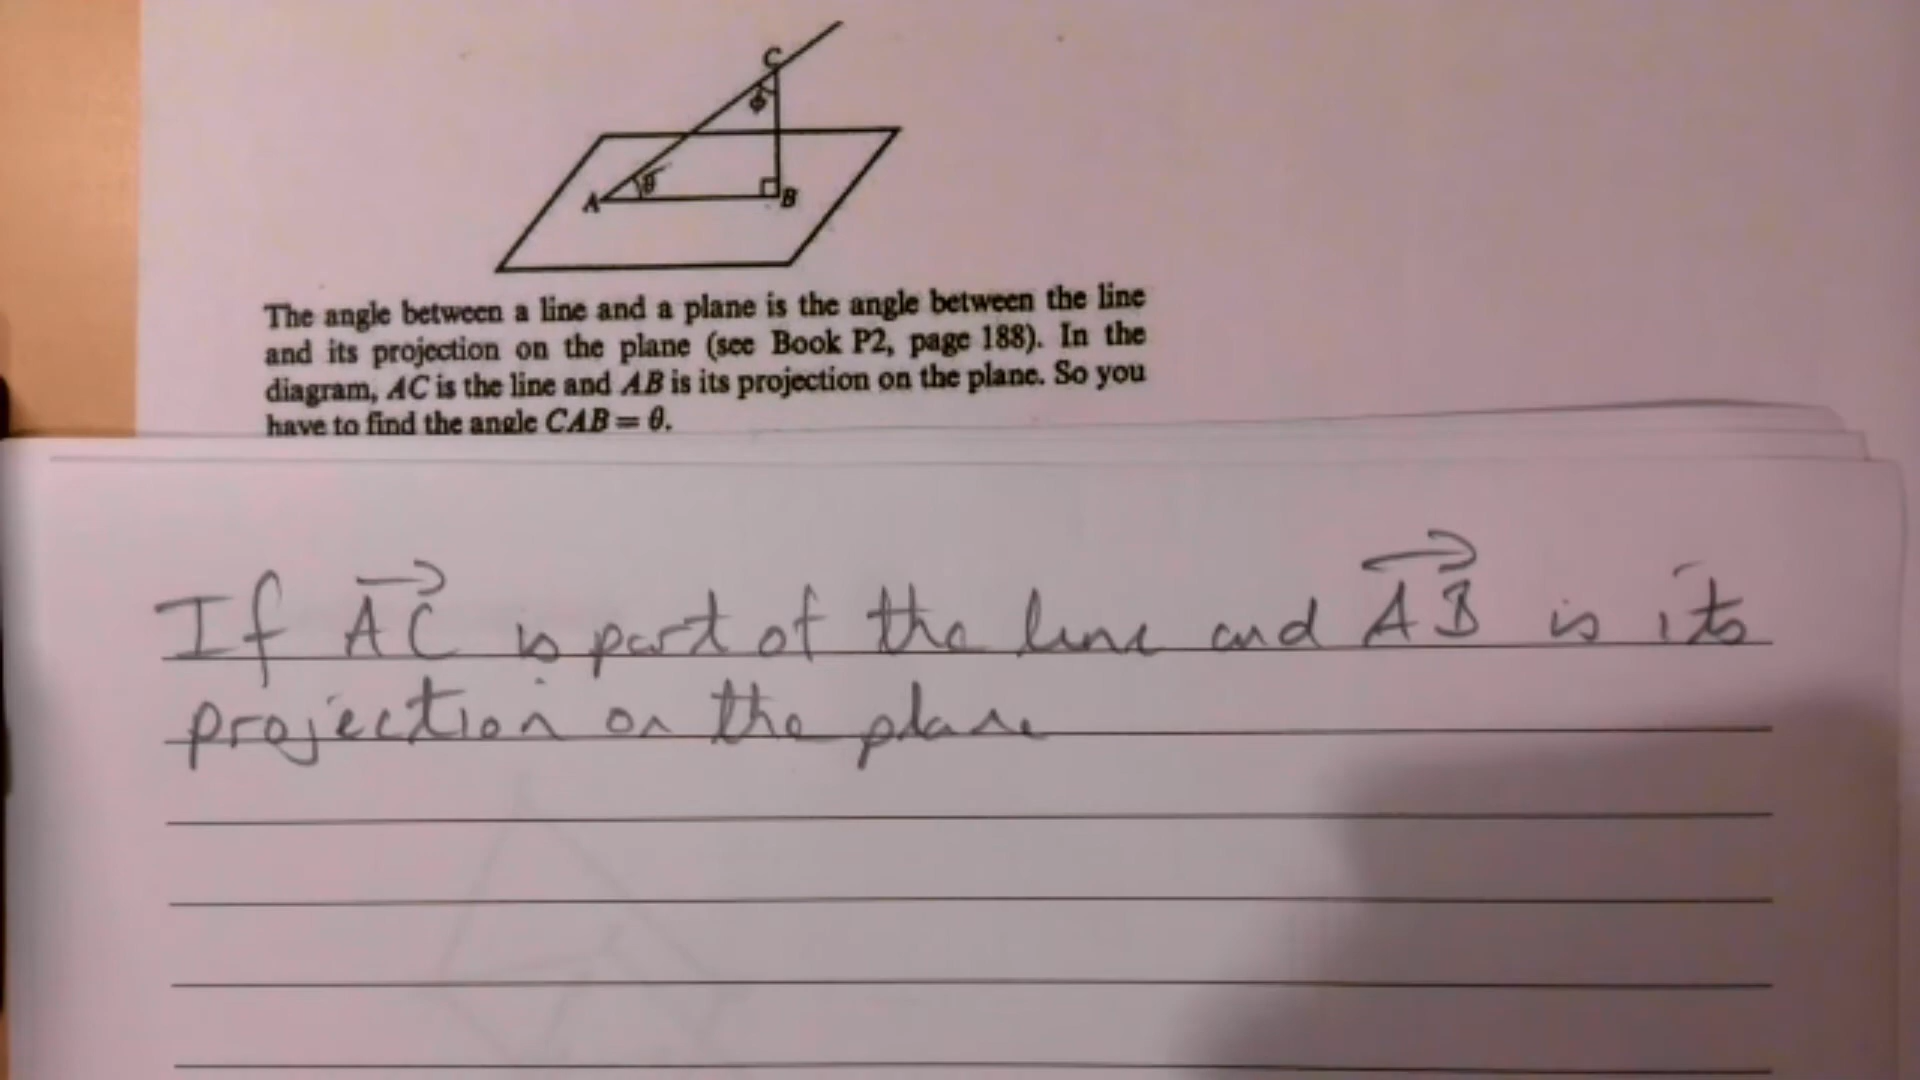 C
ϕ
θ
A
B
The angle between a line and a plane is the angle between the line
and its projection on the plane (see Book P2, page 188). In the
diagram, AC is the line and AB is its projection on the plane. So you
have to find the angle CAB = θ.
If AC is part of the line and AB is its
projection on the plane